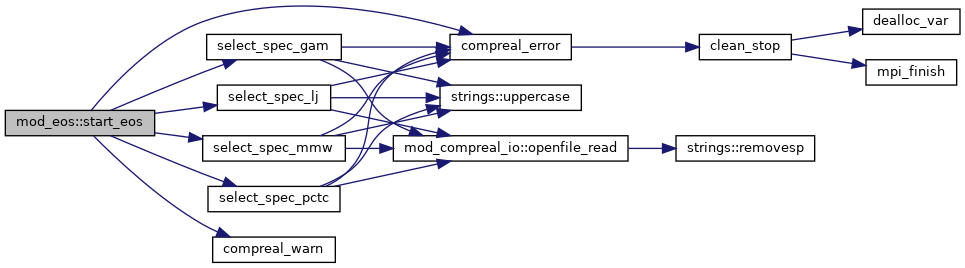 mod_eos::start_eos
select_spec_gam
select_spec_lj
select_spec_mmw
select_spec_pctc
compreal_warn
compreal_error
strings::uppercase
mod_compreal_io::openfile_read
clean_stop
strings::removesp
dealloc_var
mpi_finish